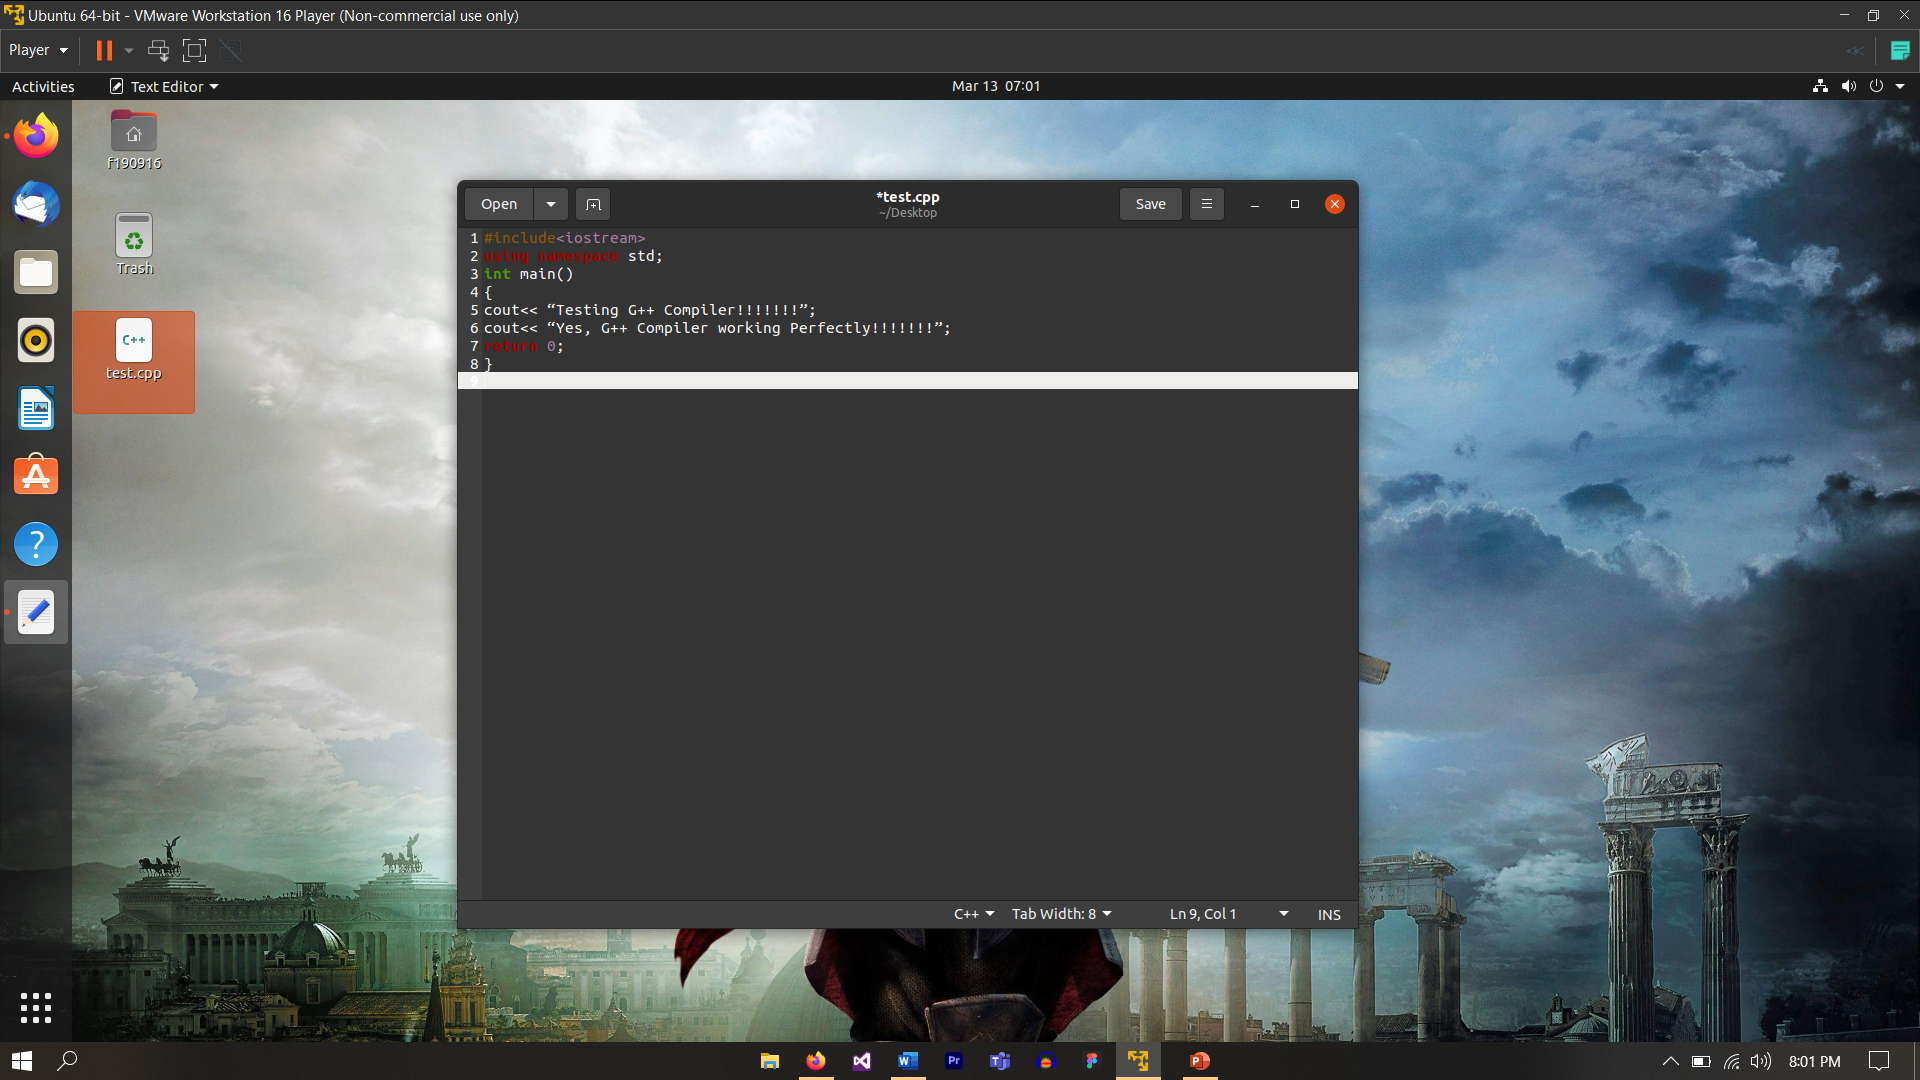 Ubuntu 64-bit - VMware Workstation 16 Player (Non-commercial use only)
Player
Activities
Text Editor
Mar 13 07:01
f190916
Trash
C++
test.cpp
Open
*test.cpp
~/Desktop
Save
1 #include<iostream>
2 using namespace std;
3 int main()
4 {
5 cout<< “Testing G++ Compiler!!!!!!!”;
6 cout<< “Yes, G++ Compiler working Perfectly!!!!!!!”;
7 return 0;
8 }
9
C++
Tab Width: 8
Ln 9, Col 1
INS
W
Pr
T
P
8:01 PM